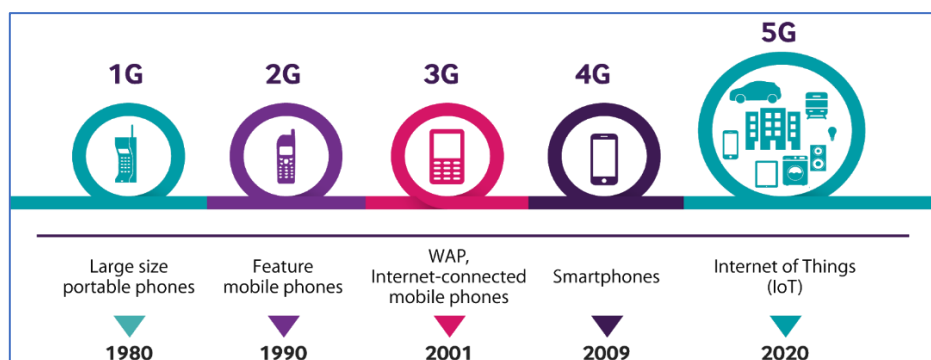 1G 2G 3G 4G 5G
Large size
portable phones
Feature
mobile phones
WAP,
Internet-connected
mobile phones
Smartphones
Internet of Things
(IoT)
1980 1990 2001 2009 2020